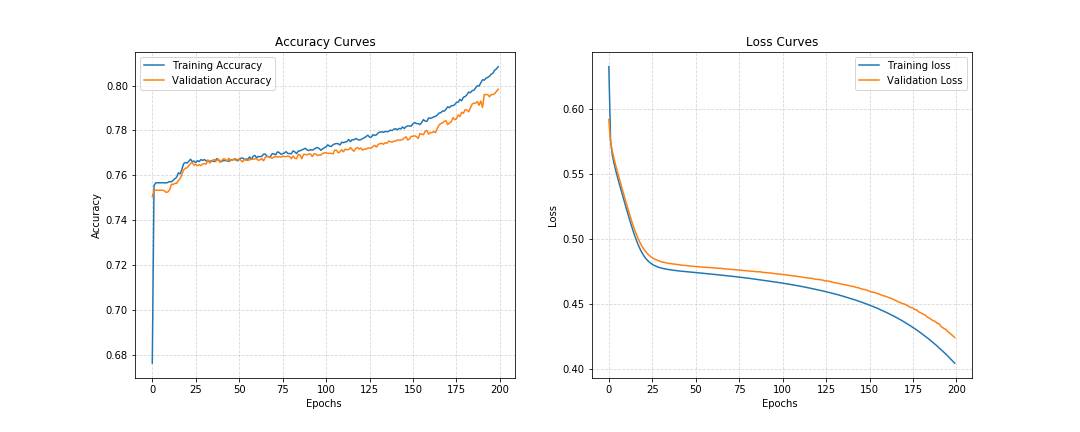 Accuracy Curves
Training Accuracy
Validation Accuracy
Accuracy
0.80
0.78
0.76
0.74
0.72
0.70
0.68
0 25 50 75 100 125 150 175 200
Epochs
Loss Curves
Training loss
Validation Loss
Loss
0.60
0.55
0.50
0.45
0.40
0 25 50 75 100 125 150 175 200
Epochs